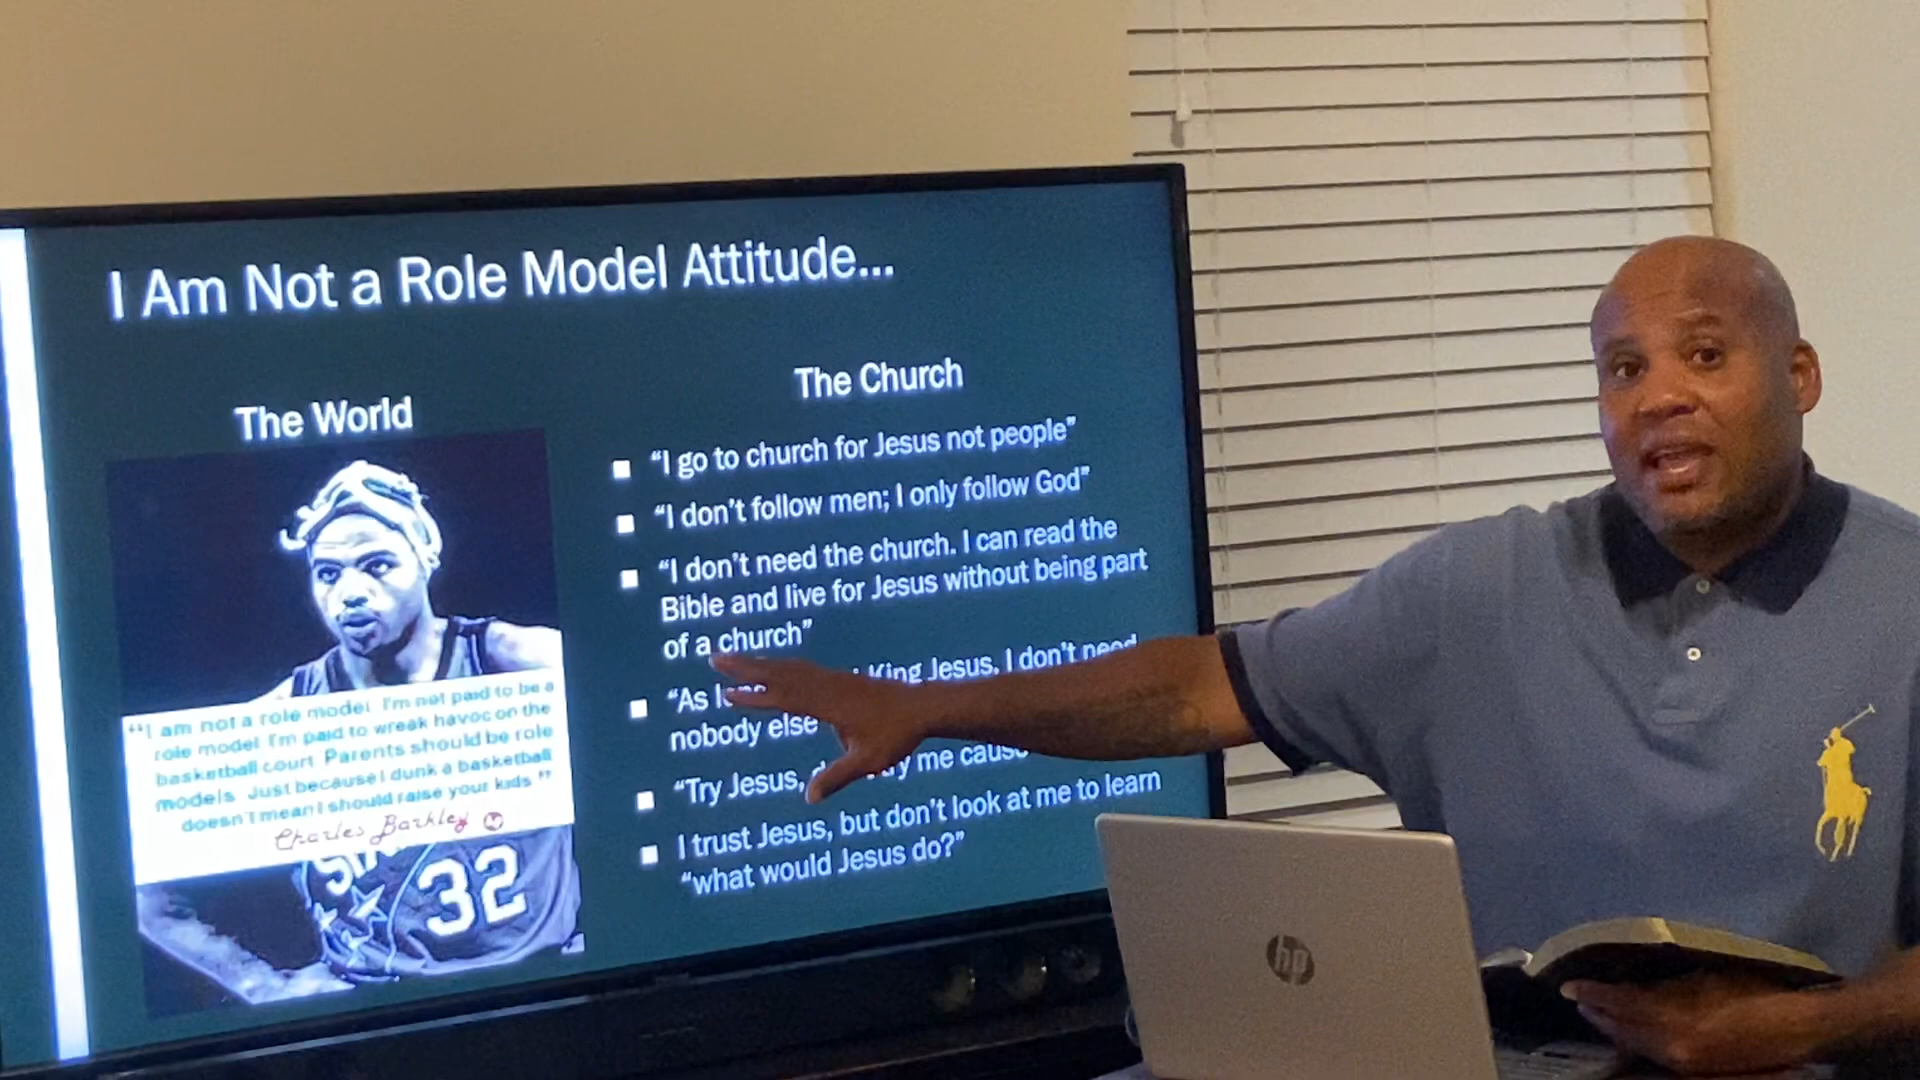 I Am Not a Role Model Attitude...
The World
“I am not a role model. I'm not paid to be a
role model. I'm paid to wreak havoc on the
basketball court. Parents should be role
models. Just because I dunk a basketball
doesn't mean I should raise your kids.”
Charles Barkley
32
The Church
“I go to church for Jesus not people”
“I don't follow men; I only follow God”
“I don't need the church. I can read the
Bible and live for Jesus without being part
of a church”
“As King Jesus, I don't need
nobody else
“Try Jesus, me cause
I trust Jesus, but don't look at me to learn
“what would Jesus do?”
hp